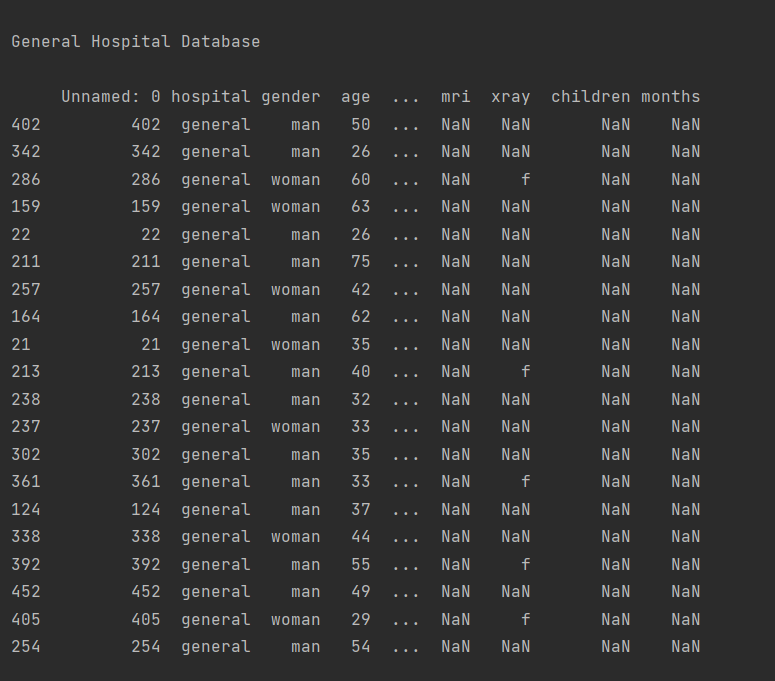 General Hospital Database
Unnamed: 0 hospital gender age ... mri xray children months
402 402 general man 50 ... NaN NaN NaN NaN
342 342 general man 26 ... NaN NaN NaN NaN
286 286 general woman 60 ... NaN f NaN NaN
159 159 general woman 63 ... NaN NaN NaN NaN
22 22 general man 26 ... NaN NaN NaN NaN
211 211 general man 75 ... NaN NaN NaN NaN
257 257 general woman 42 ... NaN NaN NaN NaN
164 164 general man 62 ... NaN NaN NaN NaN
21 21 general woman 35 ... NaN NaN NaN NaN
213 213 general man 40 ... NaN f NaN NaN
238 238 general man 32 ... NaN NaN NaN NaN
237 237 general woman 33 ... NaN NaN NaN NaN
302 302 general man 35 ... NaN NaN NaN NaN
361 361 general man 33 ... NaN f NaN NaN
124 124 general man 37 ... NaN NaN NaN NaN
338 338 general woman 44 ... NaN NaN NaN NaN
392 392 general man 55 ... NaN f NaN NaN
452 452 general man 49 ... NaN NaN NaN NaN
405 405 general woman 29 ... NaN f NaN NaN
254 254 general man 54 ... NaN NaN NaN NaN